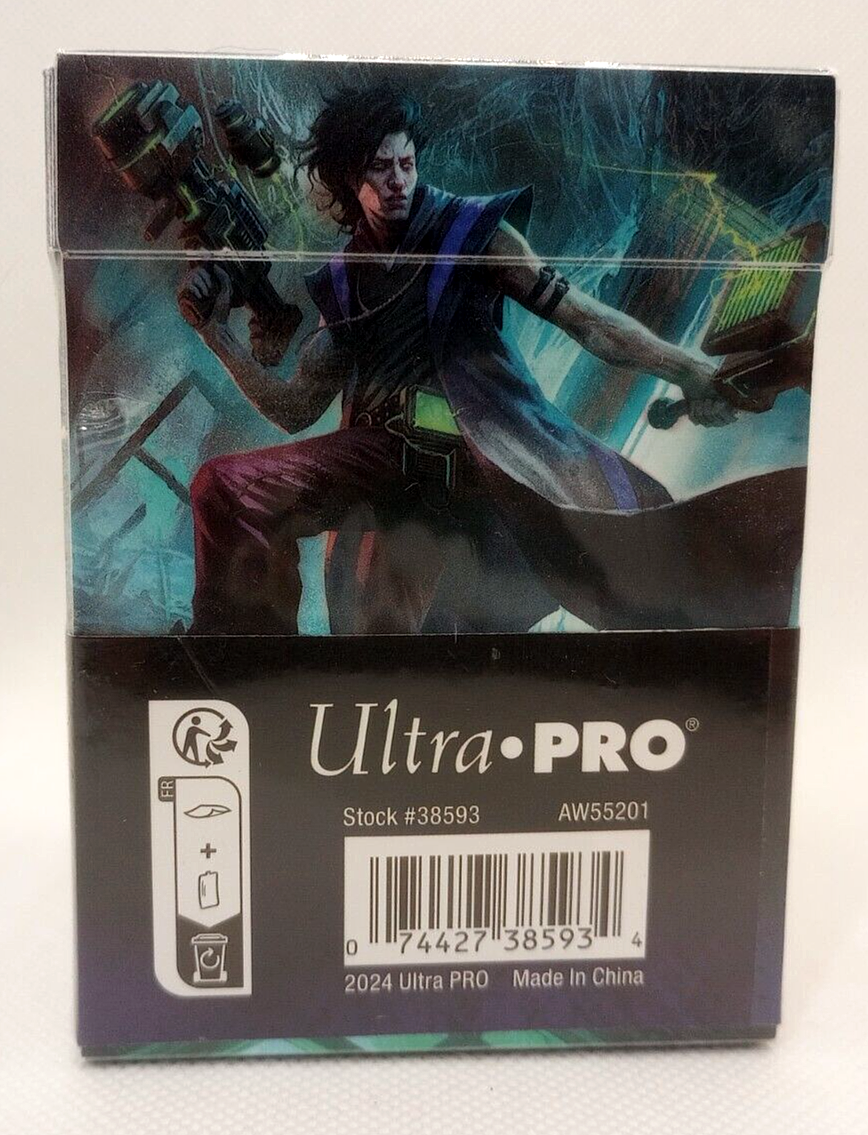 Ultra•PRO®
FR
Stock #38593 AW55201
+
0 74427 38593 4
2024 Ultra PRO Made In China